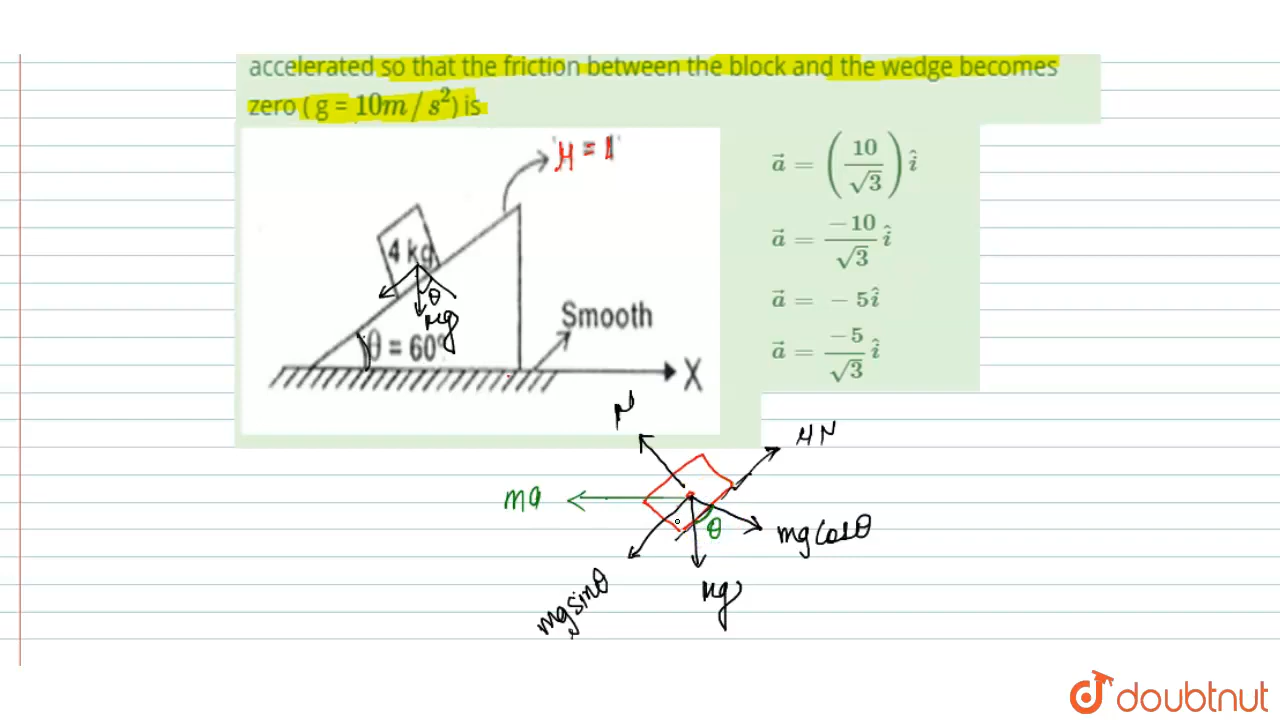 accelerated so that the friction between the block and the wedge becomes
zero ( g = 10m / s²) is
μ = 1
4 kg
θ
mg
θ = 60°
Smooth
X
a⃗ = (10/√3) î
a⃗ = −10/√3 î
a⃗ = − 5î
a⃗ = −5/√3 î
N
μN
ma
θ
mg cosθ
mg sinθ
mg
doubtnut